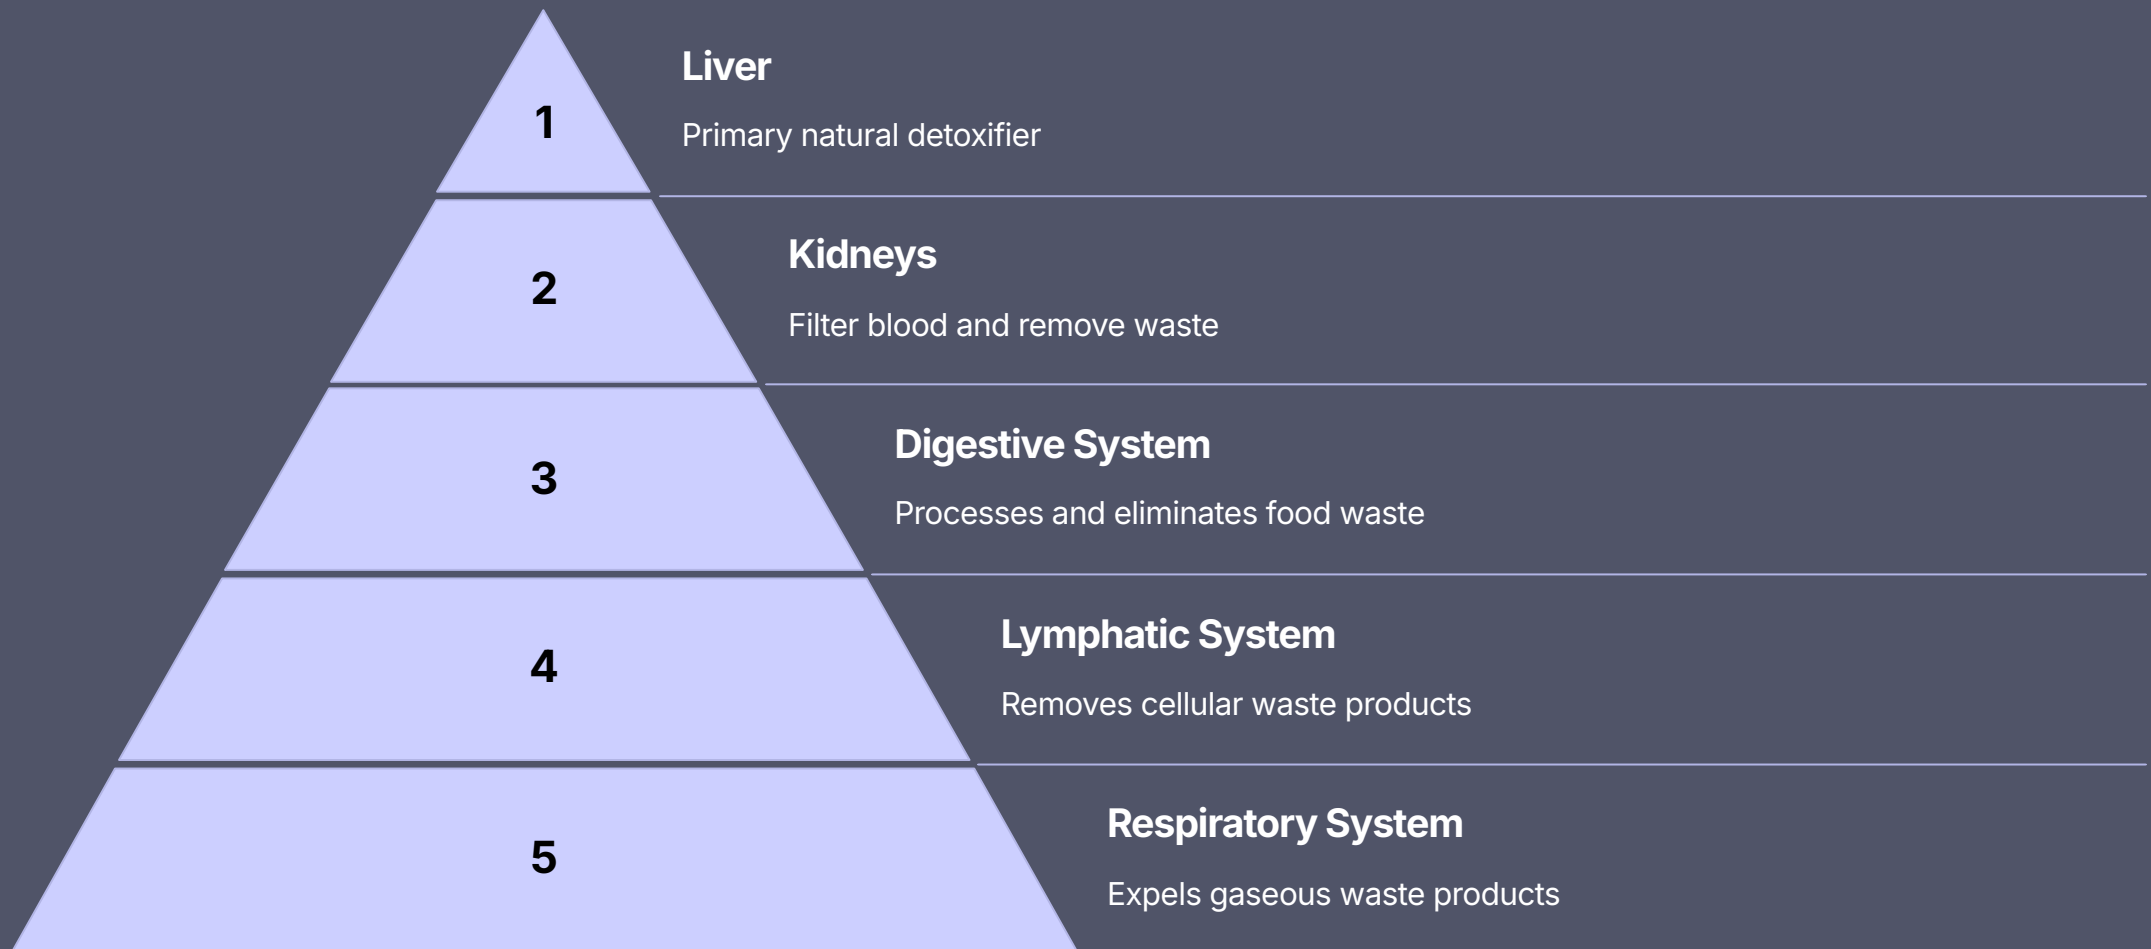 1
Liver
Primary natural detoxifier
2
Kidneys
Filter blood and remove waste
3
Digestive System
Processes and eliminates food waste
4
Lymphatic System
Removes cellular waste products
5
Respiratory System
Expels gaseous waste products